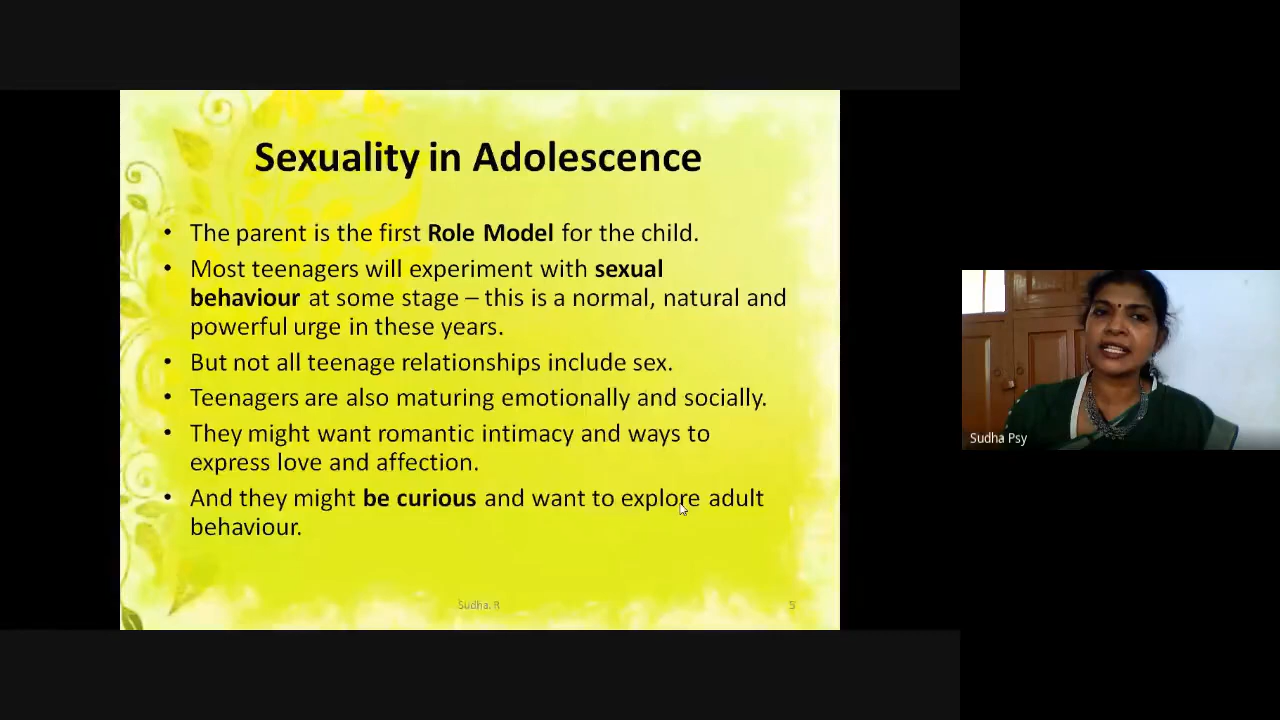 Sexuality in Adolescence
• The parent is the first Role Model for the child.
• Most teenagers will experiment with sexual
behaviour at some stage – this is a normal, natural and
powerful urge in these years.
• But not all teenage relationships include sex.
• Teenagers are also maturing emotionally and socially.
• They might want romantic intimacy and ways to
express love and affection.
• And they might be curious and want to explore adult
behaviour.
Sudha. R
5
Sudha Psy